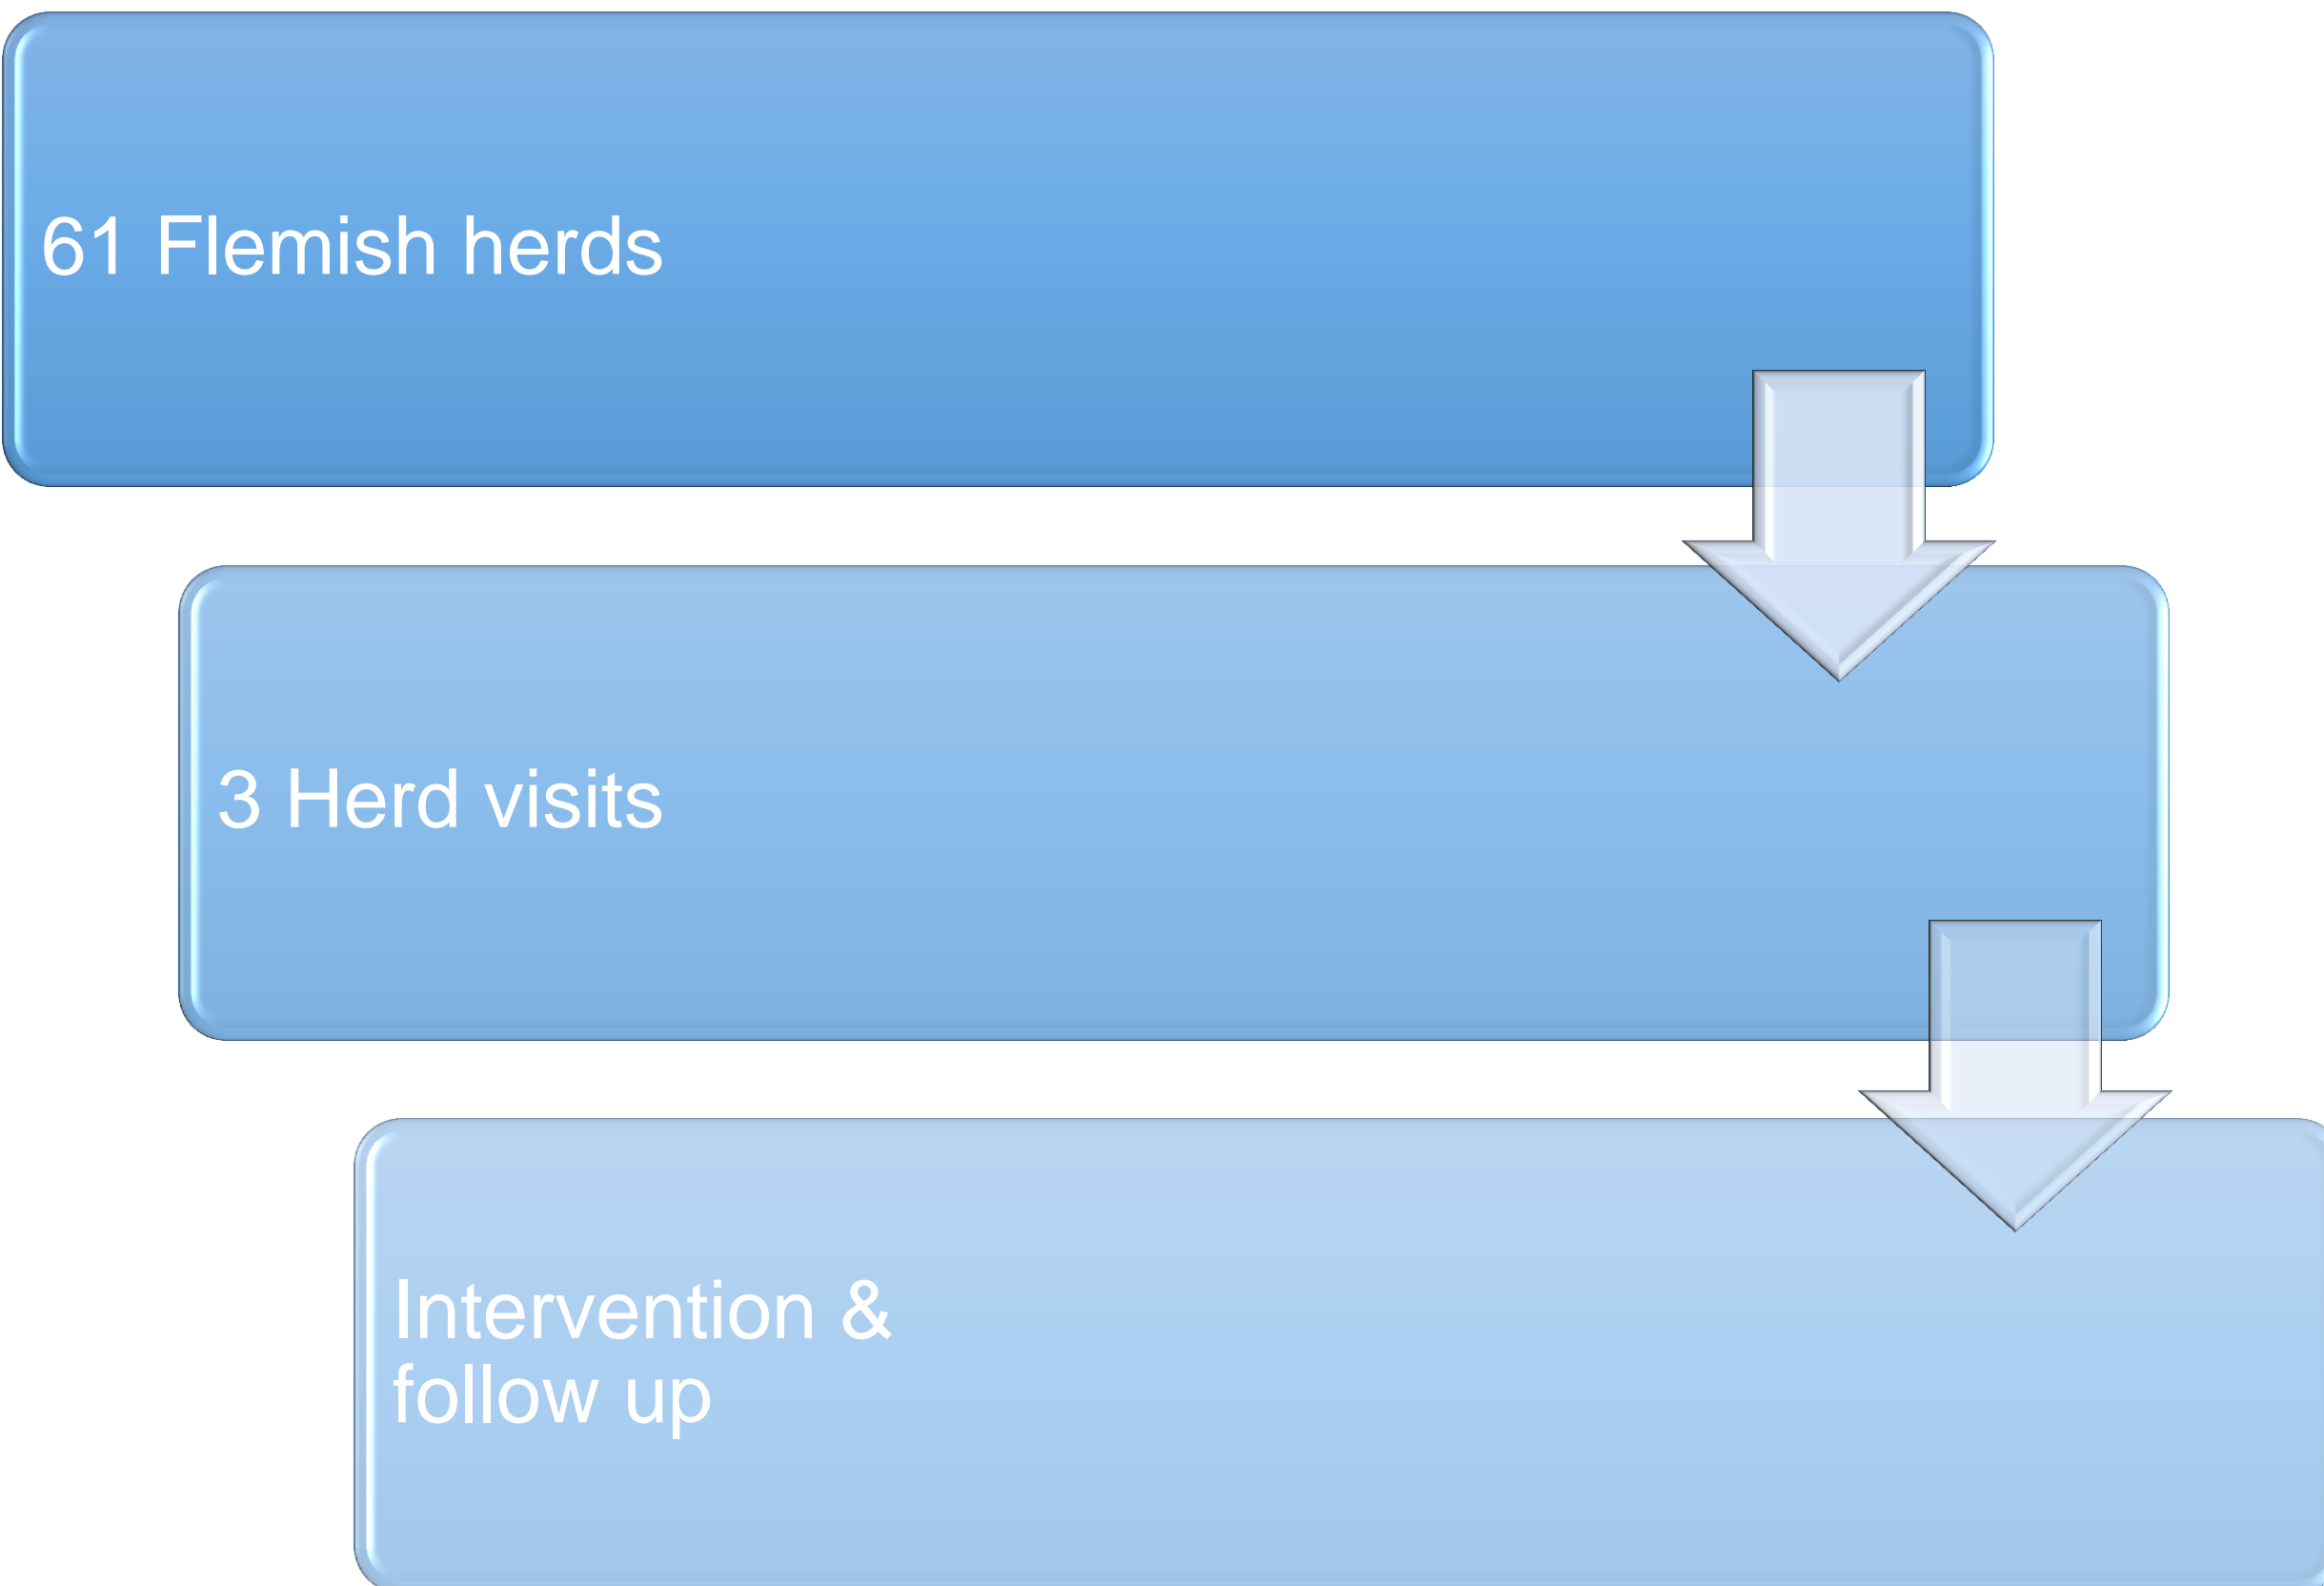 61 Flemish herds
3 Herd visits
Intervention &
follow up